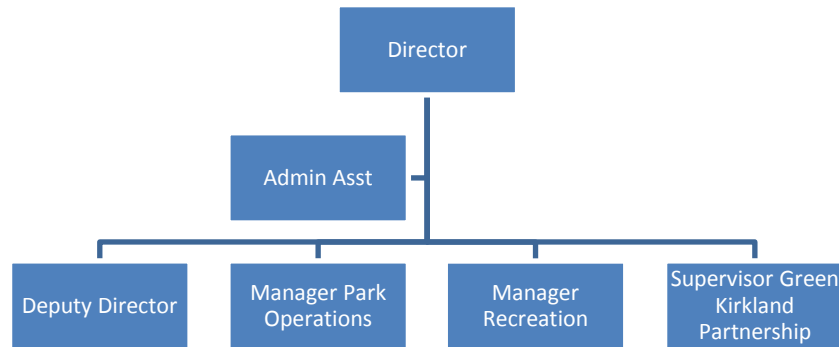 Director
Admin Asst
Deputy Director
Manager Park
Operations
Manager
Recreation
Supervisor Green
Kirkland
Partnership